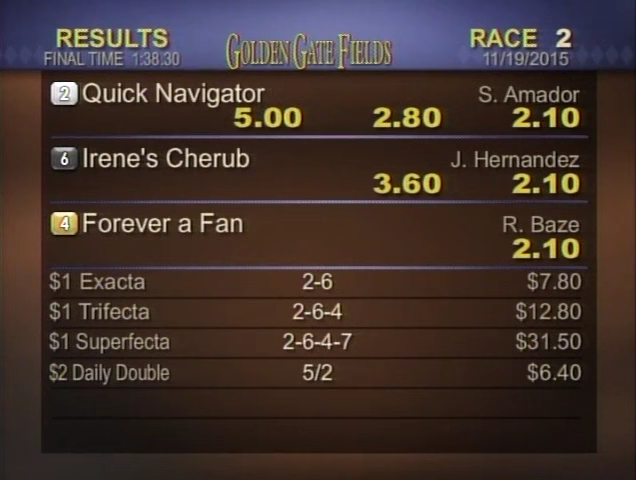 RESULTS
FINAL TIME 1:38.30
GOLDEN GATE FIELDS
RACE 2
11/19/2015
2 Quick Navigator S. Amador
5.00 2.80 2.10
6 Irene's Cherub J. Hernandez
3.60 2.10
4 Forever a Fan R. Baze
2.10
$1 Exacta 2-6 $7.80
$1 Trifecta 2-6-4 $12.80
$1 Superfecta 2-6-4-7 $31.50
$2 Daily Double 5/2 $6.40